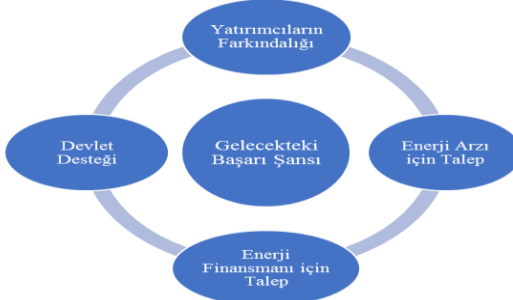 Yatırımcıların
Farkındalığı
Devlet
Desteği
Gelecekteki
Başarı Şansı
Enerji Arzı
için Talep
Enerji
Finansmanı için
Talep